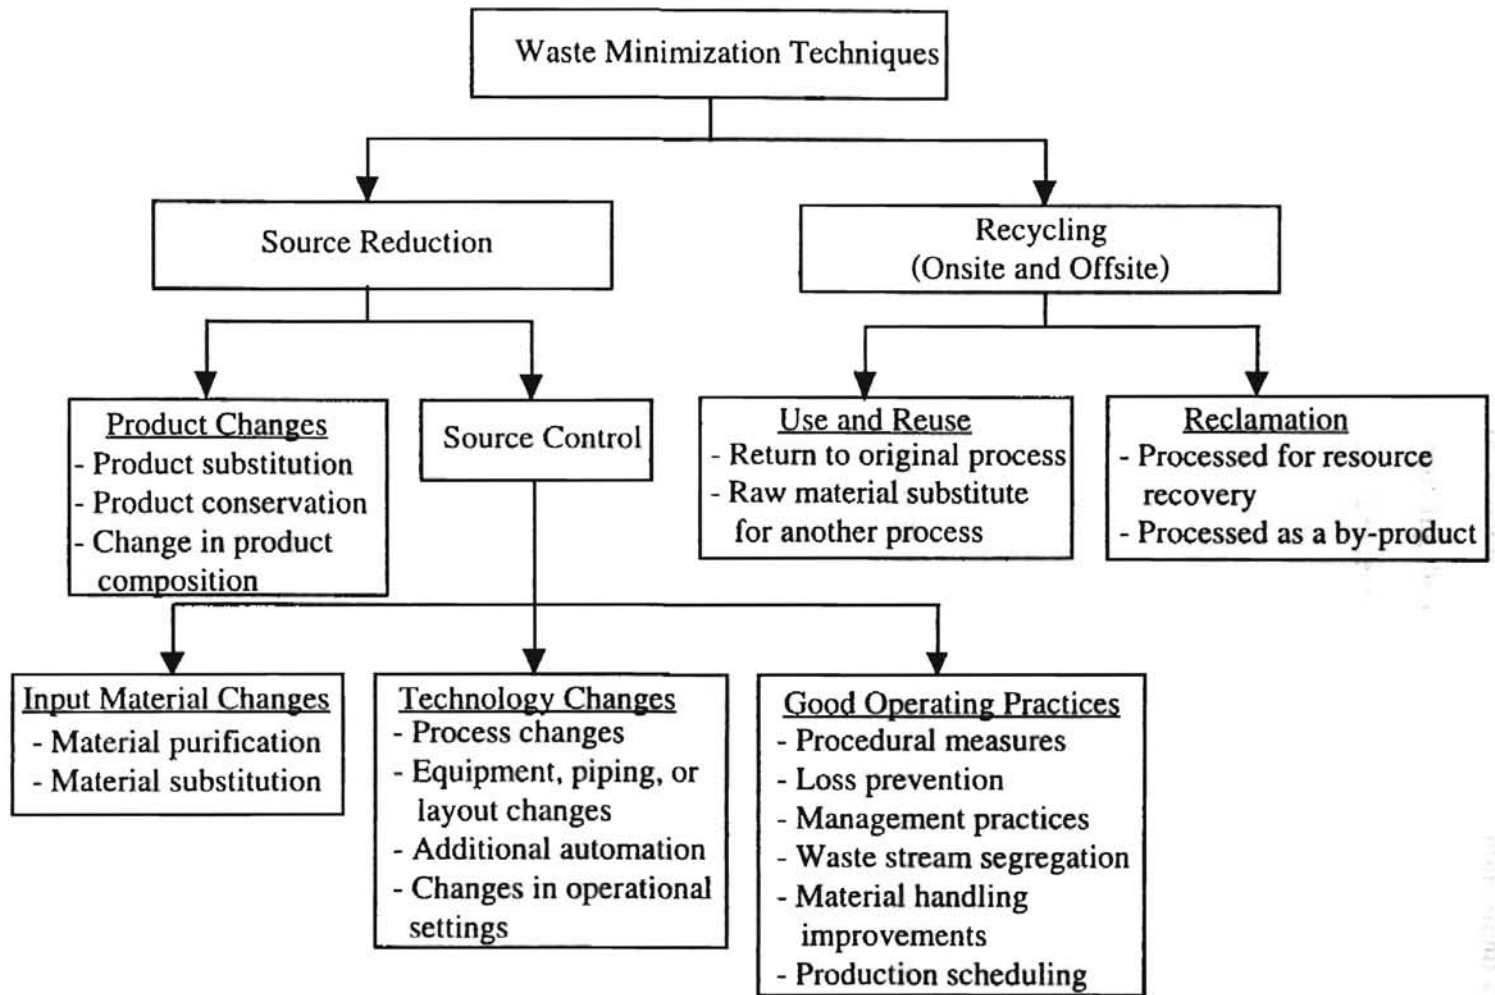 Waste Minimization Techniques
Source Reduction
Recycling
(Onsite and Offsite)
Product Changes
- Product substitution
- Product conservation
- Change in product
composition
Source Control
Use and Reuse
- Return to original process
- Raw material substitute
for another process
Reclamation
- Processed for resource
recovery
- Processed as a by-product
Input Material Changes
- Material purification
- Material substitution
Technology Changes
- Process changes
- Equipment, piping, or
layout changes
- Additional automation
- Changes in operational
settings
Good Operating Practices
- Procedural measures
- Loss prevention
- Management practices
- Waste stream segregation
- Material handling
improvements
- Production scheduling